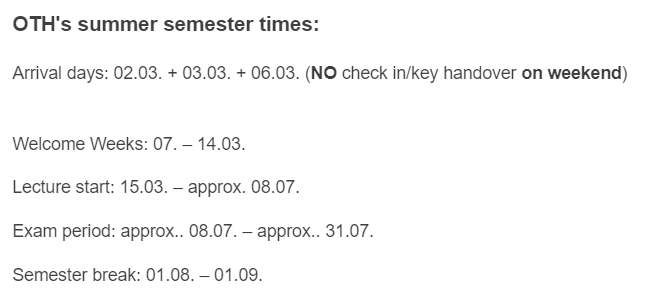 OTH's summer semester times:
Arrival days: 02.03. + 03.03. + 06.03. (NO check in/key handover on weekend)
Welcome Weeks: 07. – 14.03.
Lecture start: 15.03. – approx. 08.07.
Exam period: approx.. 08.07. – approx.. 31.07.
Semester break: 01.08. – 01.09.